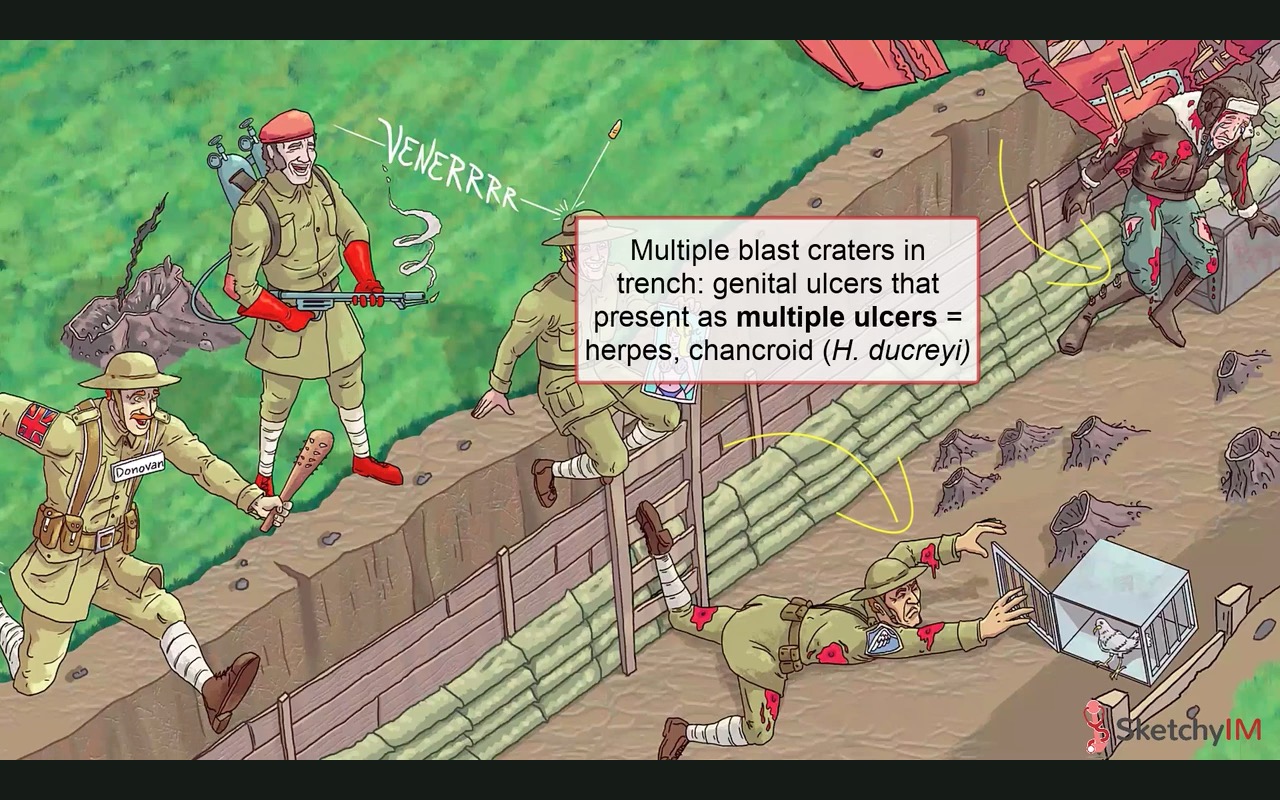 VENERRRR
Multiple blast craters in
trench: genital ulcers that
present as multiple ulcers =
herpes, chancroid (H. ducreyi)
Donovan
SketchyIM